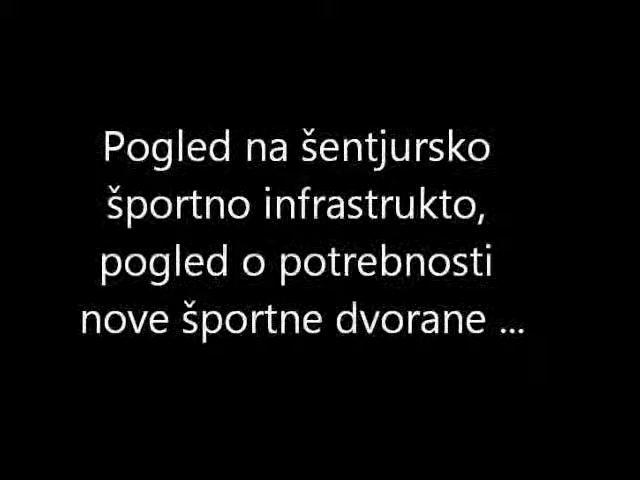 Pogled na šentjursko
športno infrastrukto,
pogled o potrebnosti
nove športne dvorane ...